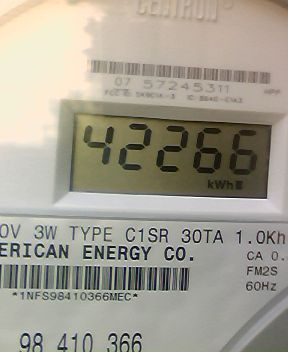 CENTRON
07 57245311
42266
kWh
0V 3W TYPE C1SR 30TA 1.0Kh
ERICAN ENERGY CO.
CA 0.
FM2S
60Hz
*1NFS98410366MEC*
98 410 366